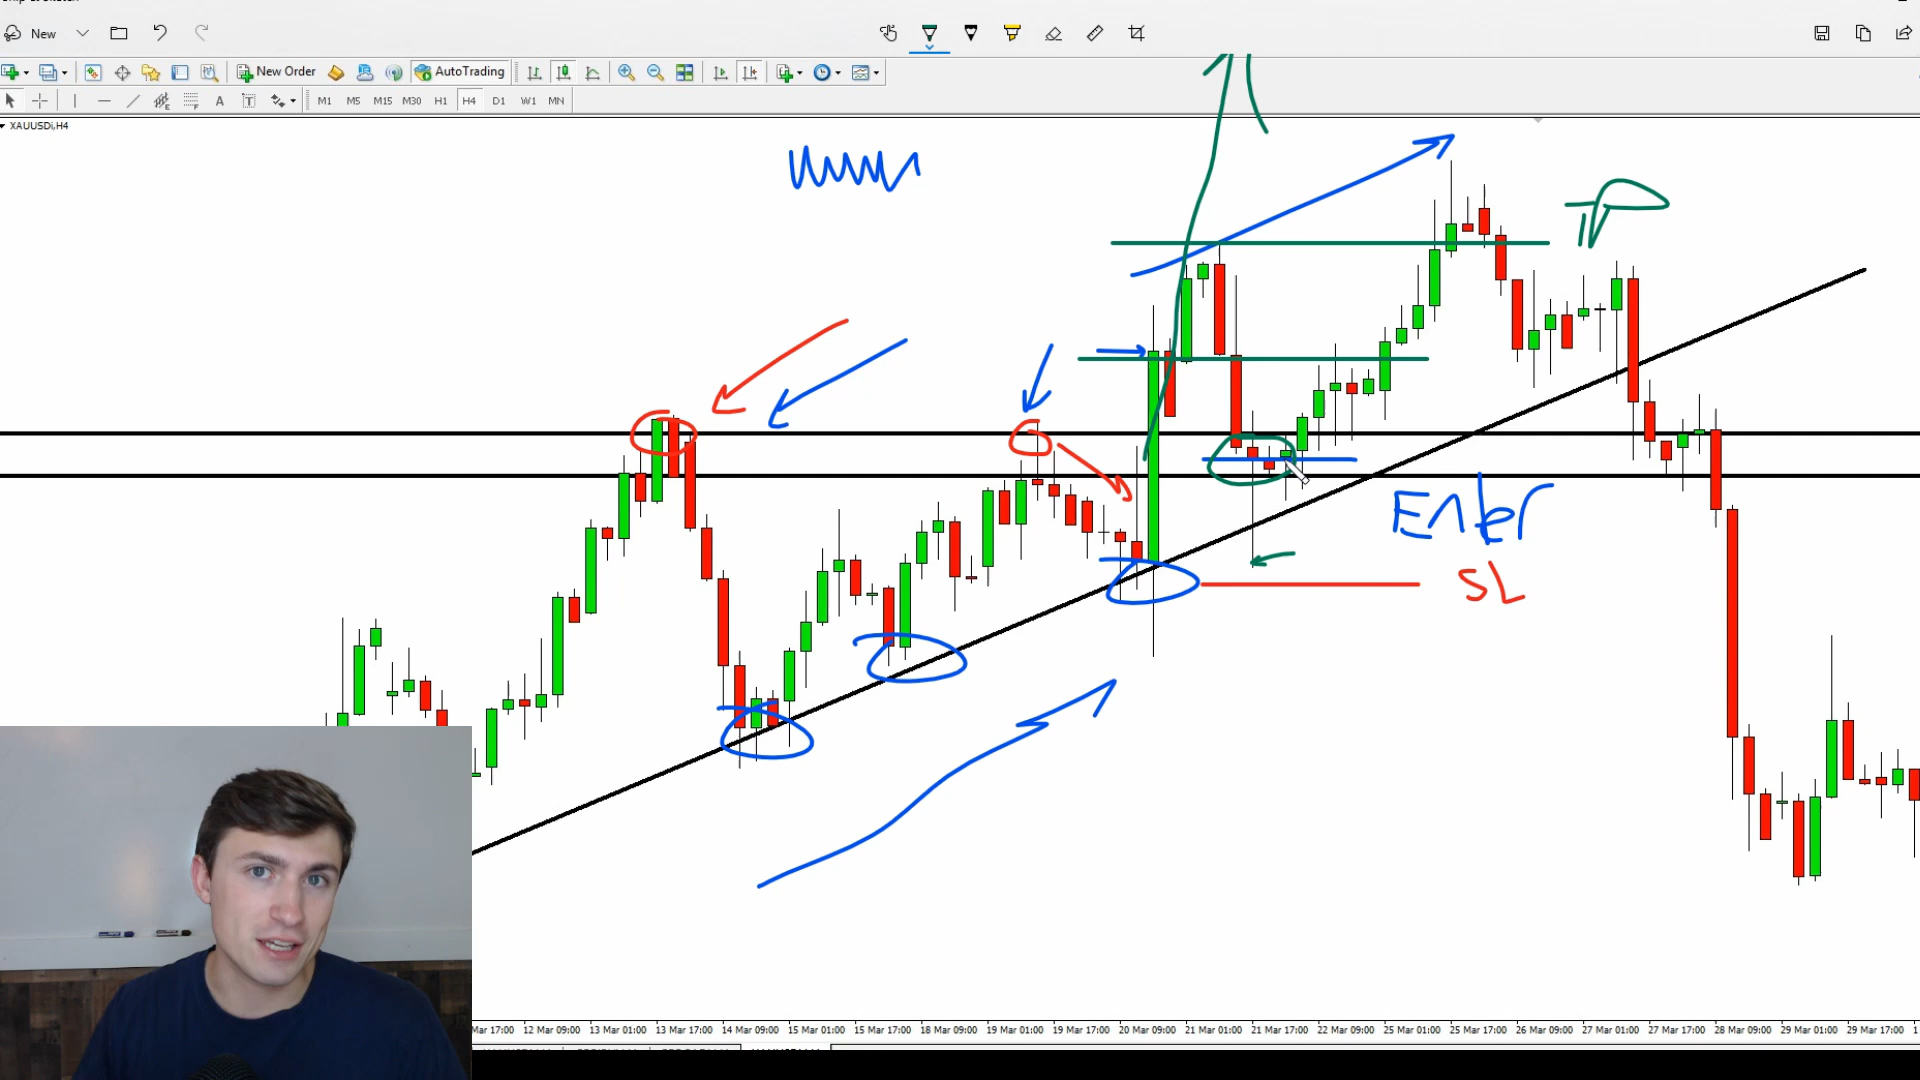 New
New Order
AutoTrading
A
T
M1 M5 M15 M30 H1 H4 D1 W1 MN
XAUUSDi,H4
TP
Enter
SL
Mar 17:00 12 Mar 09:00 13 Mar 01:00 13 Mar 17:00 14 Mar 09:00 15 Mar 01:00 15 Mar 17:00 18 Mar 09:00 19 Mar 01:00 19 Mar 17:00 20 Mar 09:00 21 Mar 01:00 21 Mar 17:00 22 Mar 09:00 25 Mar 01:00 25 Mar 17:00 26 Mar 09:00 27 Mar 01:00 27 Mar 17:00 28 Mar 09:00 29 Mar 01:00 29 Mar 17:00 1